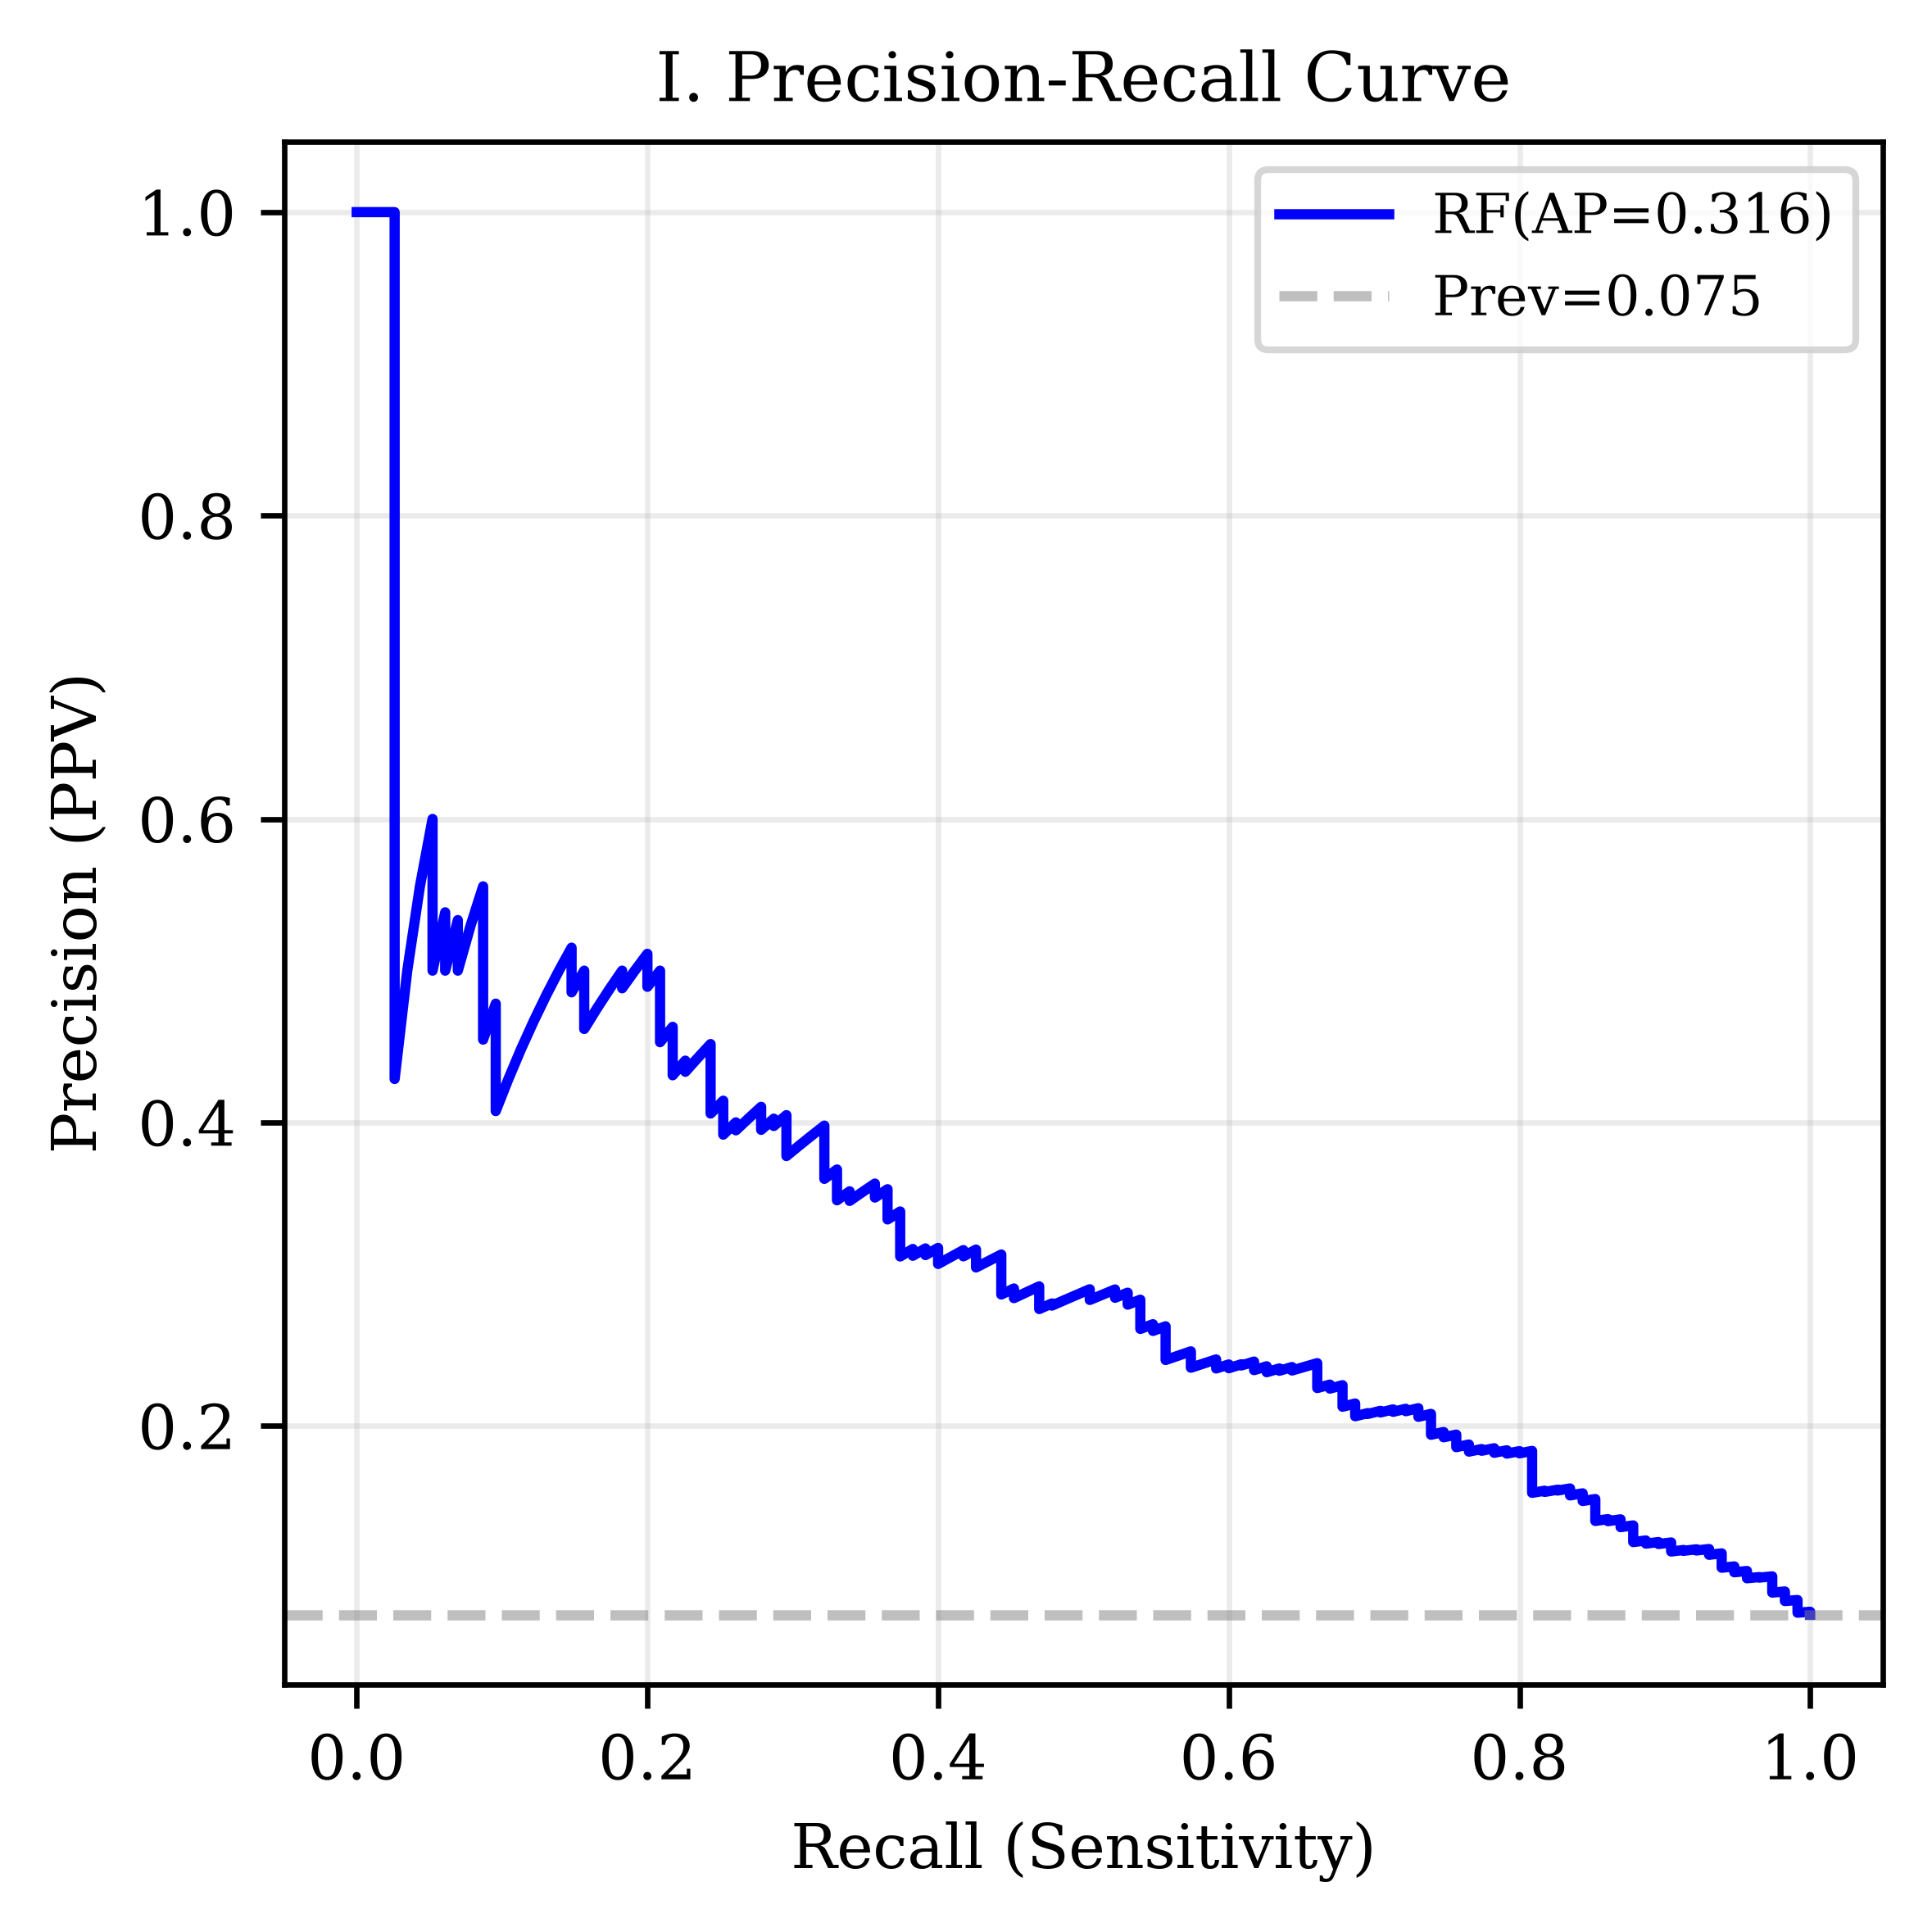 I. Precision-Recall Curve
RF(AP=0.316)
Prev=0.075
Precision (PPV)
1.0
0.8
0.6
0.4
0.2
0.0 0.2 0.4 0.6 0.8 1.0
Recall (Sensitivity)